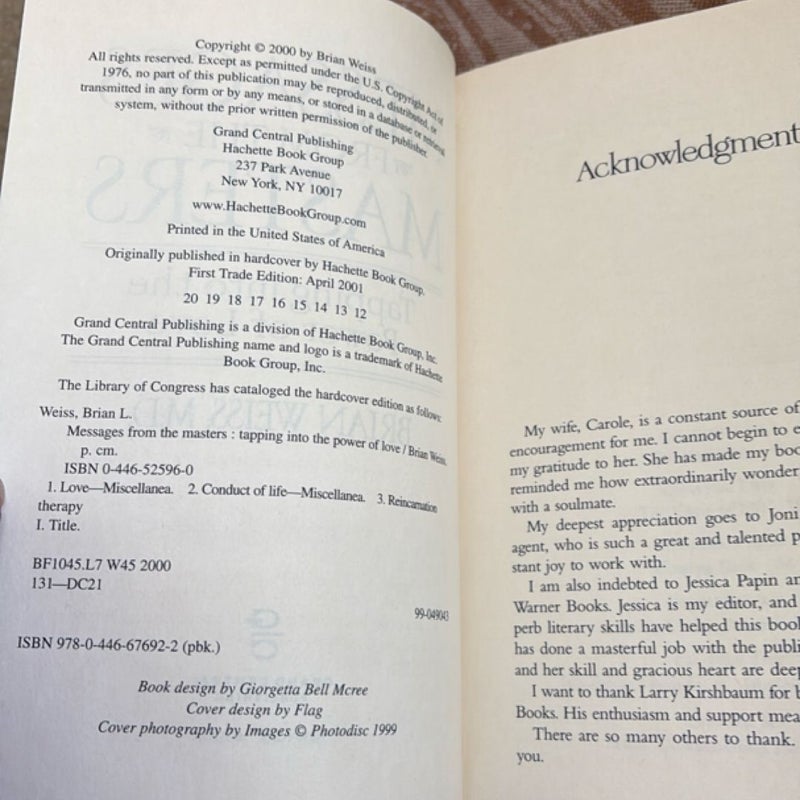 Copyright © 2000 by Brian Weiss
All rights reserved. Except as permitted under the U.S. Copyright Act of
1976, no part of this publication may be reproduced, distributed, or
transmitted in any form or by any means, or stored in a database or retrieval
system, without the prior written permission of the publisher.
Grand Central Publishing
Hachette Book Group
237 Park Avenue
New York, NY 10017
www.HachetteBookGroup.com
Printed in the United States of America
Originally published in hardcover by Hachette Book Group.
First Trade Edition: April 2001
20 19 18 17 16 15 14 13 12
Grand Central Publishing is a division of Hachette Book Group, Inc.
The Grand Central Publishing name and logo is a trademark of Hachette
Book Group, Inc.
The Library of Congress has cataloged the hardcover edition as follows:
Weiss, Brian L.
Messages from the masters : tapping into the power of love / Brian Weiss.
p. cm.
ISBN 0-446-52596-0
1. Love—Miscellanea. 2. Conduct of life—Miscellanea. 3. Reincarnation
therapy
I. Title.
BF1045.L7 W45 2000
131—DC21
99-049043
ISBN 978-0-446-67692-2 (pbk.)
Book design by Giorgetta Bell Mcree
Cover design by Flag
Cover photography by Images © Photodisc 1999
Acknowledgment
My wife, Carole, is a constant source of
encouragement for me. I cannot begin to e
my gratitude to her. She has made my boo
reminded me how extraordinarily wonder
with a soulmate.
My deepest appreciation goes to Joni
agent, who is such a great and talented p
stant joy to work with.
I am also indebted to Jessica Papin an
Warner Books. Jessica is my editor, and
perb literary skills have helped this book
has done a masterful job with the publi
and her skill and gracious heart are deep
I want to thank Larry Kirshbaum for b
Books. His enthusiasm and support mea
There are so many others to thank.
you.